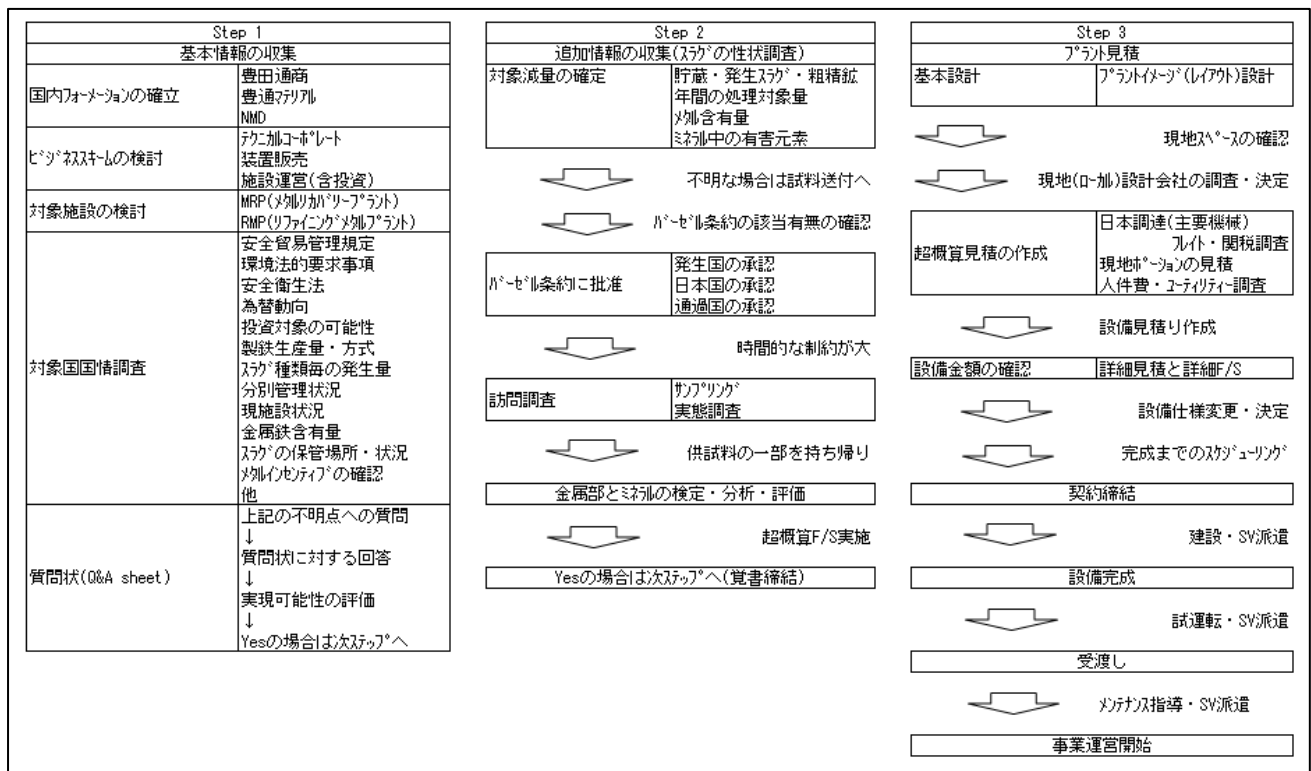 Step 1
基本情報の収集
国内ﾌｫｰﾒｰｼｮﾝの確立
豊田通商
豊通ﾏﾃﾘｱﾙ
NMD
ﾋﾞｼﾞﾈｽｽｷｰﾑの検討
ﾃｸﾆｶﾙｺｰﾎﾟﾚｰﾄ
装置販売
施設運営(含投資)
対象施設の検討
MRP(ﾒﾀﾙﾘｶﾊﾞﾘｰﾌﾟﾗﾝﾄ)
RMP(ﾘﾌｧｲﾆﾝｸﾞﾒﾀﾙﾌﾟﾗﾝﾄ)
対象国国情調査
安全貿易管理規定
環境法的要求事項
安全衛生法
為替動向
投資対象の可能性
製鉄生産量・方式
ｽﾗｸﾞ種類毎の発生量
分別管理状況
現施設状況
金属鉄含有量
ｽﾗｸﾞの保管場所・状況
ﾒﾀﾙｲﾝｾﾝﾃｨﾌﾞの確認
他
質問状(Q&A sheet)
上記の不明点への質問
↓
質問状に対する回答
↓
実現可能性の評価
↓
Yesの場合は次ｽﾃｯﾌﾟへ
Step 2
追加情報の収集(ｽﾗｸﾞの性状調査)
対象減量の確定
貯蔵・発生ｽﾗｸﾞ・粗精鉱
年間の処理対象量
ﾒﾀﾙ含有量
ﾐﾈﾗﾙ中の有害元素
不明な場合は試料送付へ
ﾊﾞｰｾﾞﾙ条約の該当有無の確認
ﾊﾞｰｾﾞﾙ条約に批准
発生国の承認
日本国の承認
通過国の承認
時間的な制約が大
訪問調査
ｻﾝﾌﾟﾘﾝｸﾞ
実態調査
供試料の一部を持ち帰り
金属部とﾐﾈﾗﾙの検定・分析・評価
超概算F/S実施
Yesの場合は次ｽﾃｯﾌﾟへ(覚書締結)
Step 3
ﾌﾟﾗﾝﾄ見積
基本設計
ﾌﾟﾗﾝﾄｲﾒｰｼﾞ(ﾚｲｱｳﾄ)設計
現地ｽﾍﾟｰｽの確認
現地(ﾛｰｶﾙ)設計会社の調査・決定
超概算見積の作成
日本調達(主要機械)
ﾌﾚｲﾄ・関税調査
現地ﾎﾟｰｼｮﾝの見積
人件費・ﾕｰﾃｨﾘﾃｨｰ調査
設備見積り作成
設備金額の確認
詳細見積と詳細F/S
設備仕様変更・決定
完成までのｽｹｼﾞｭｰﾘﾝｸﾞ
契約締結
建設・SV派遣
設備完成
試運転・SV派遣
受渡し
ﾒﾝﾃﾅﾝｽ指導・SV派遣
事業運営開始